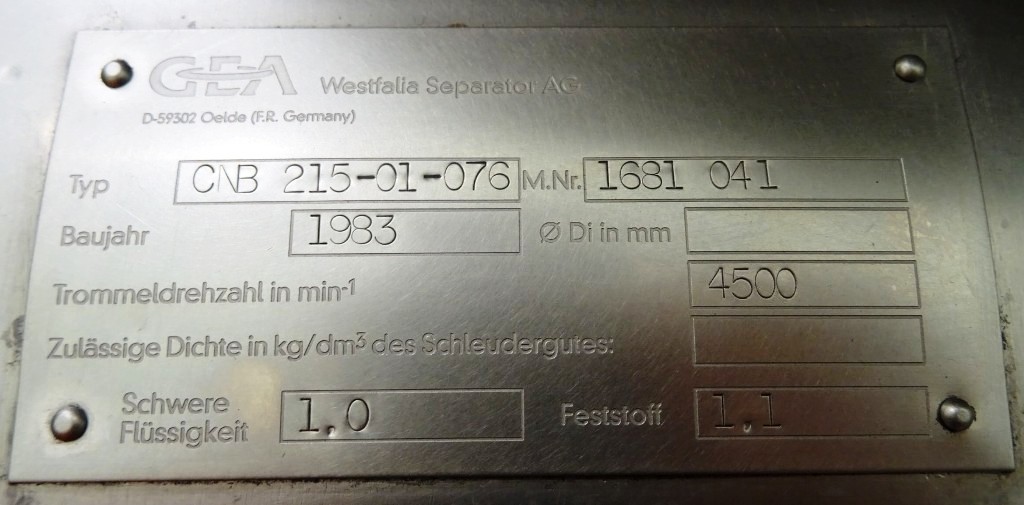 GEA Westfalia Separator AG
D-59302 Oelde (F.R. Germany)
Typ CNB 215-01-076 M.Nr. 1681 041
Baujahr 1983 Ø Di in mm
Trommeldrehzahl in min-1 4500
Zulässige Dichte in kg/dm³ des Schleudergutes:
Schwere Flüssigkeit 1.0 Feststoff 1,1